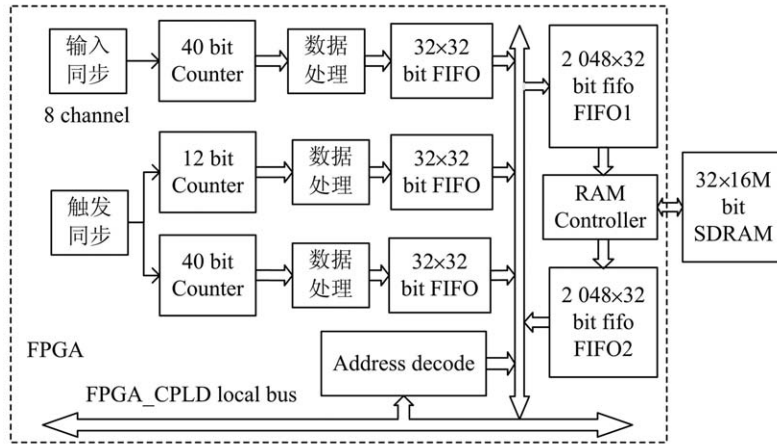 输入
同步
8 channel
40 bit
Counter
数据
处理
32×32
bit FIFO
触发
同步
12 bit
Counter
数据
处理
32×32
bit FIFO
40 bit
Counter
数据
处理
32×32
bit FIFO
2 048×32
bit fifo
FIFO1
RAM
Controller
2 048×32
bit fifo
FIFO2
32×16M
bit
SDRAM
FPGA
Address decode
FPGA_CPLD local bus